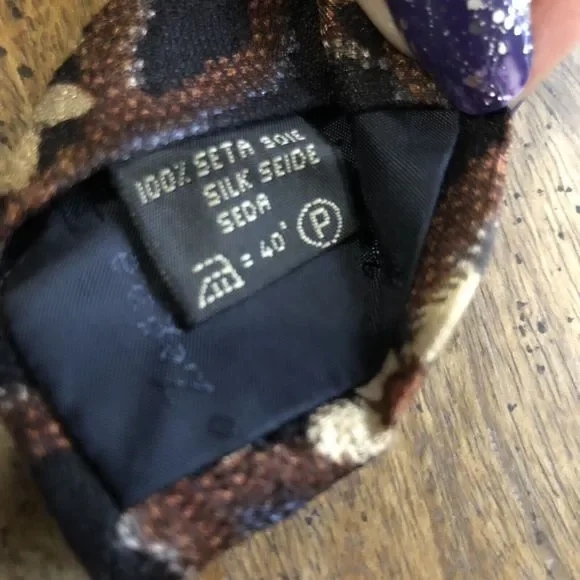 100% SETA SOIE
SILK SEIDE
SEDA
= 40° P